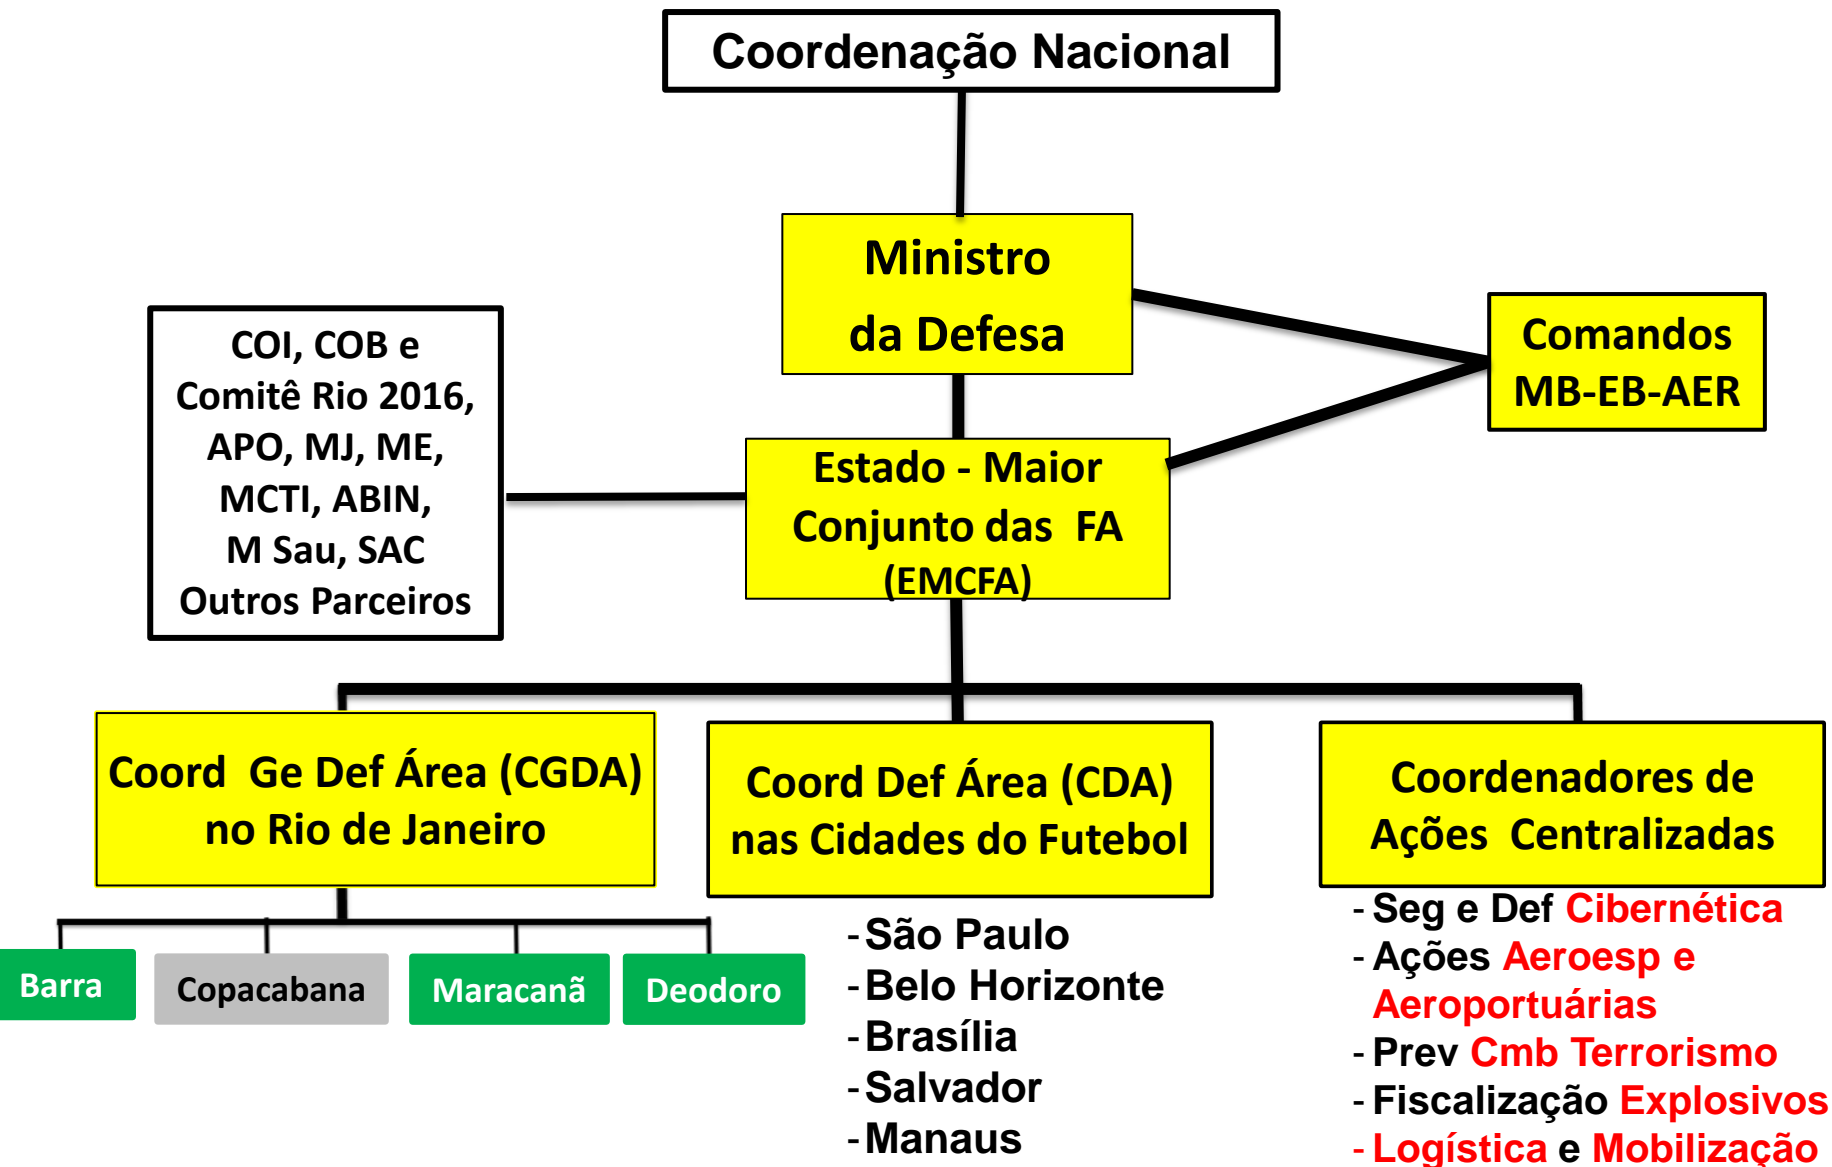 Coordenação Nacional
Ministro
da Defesa
Comandos
MB-EB-AER
COI, COB e
Comitê Rio 2016,
APO, MJ, ME,
MCTI, ABIN,
M Sau, SAC
Outros Parceiros
Estado - Maior
Conjunto das FA
(EMCFA)
Coord Ge Def Área (CGDA)
no Rio de Janeiro
Barra
Copacabana
Maracanã
Deodoro
Coord Def Área (CDA)
nas Cidades do Futebol
- São Paulo
- Belo Horizonte
- Brasília
- Salvador
- Manaus
Coordenadores de
Ações Centralizadas
- Seg e Def Cibernética
- Ações Aeroesp e
Aeroportuárias
- Prev Cmb Terrorismo
- Fiscalização Explosivos
- Logística e Mobilização